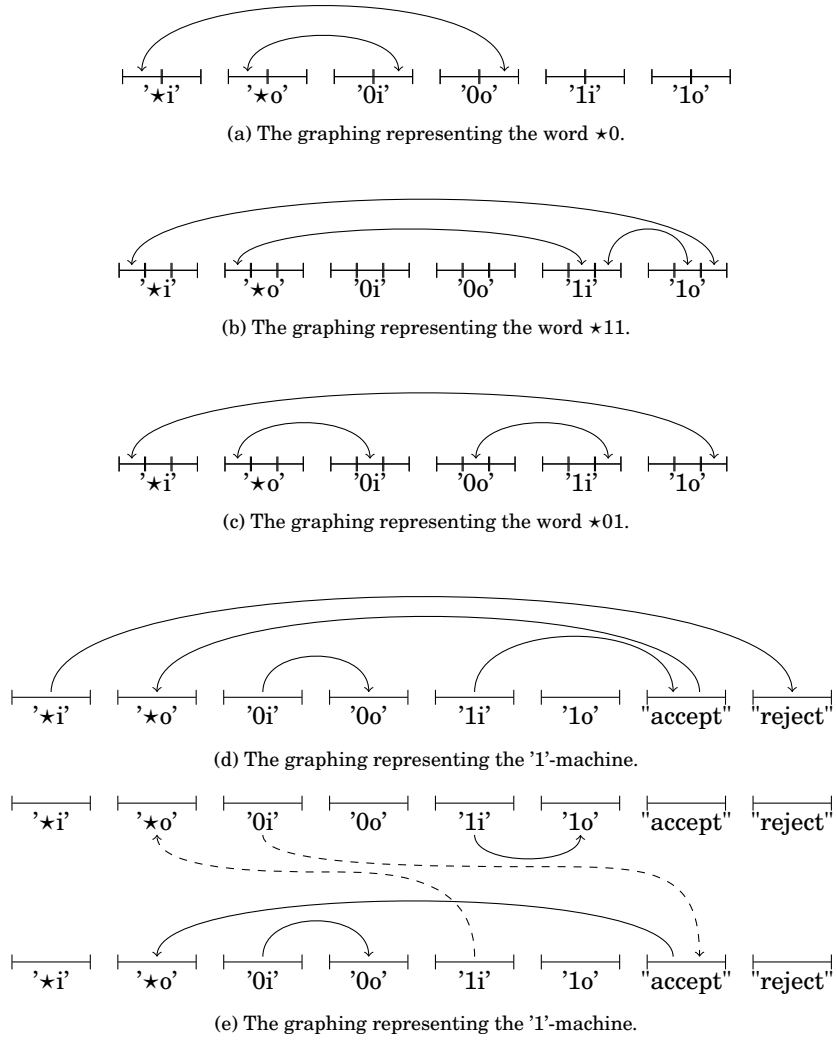 '⋆i' '⋆o' '0i' '0o' '1i' '1o'
(a) The graphing representing the word ⋆0.
'⋆i' '⋆o' '0i' '0o' '1i' '1o'
(b) The graphing representing the word ⋆11.
'⋆i' '⋆o' '0i' '0o' '1i' '1o'
(c) The graphing representing the word ⋆01.
'⋆i' '⋆o' '0i' '0o' '1i' '1o' "accept" "reject"
(d) The graphing representing the '1'-machine.
'⋆i' '⋆o' '0i' '0o' '1i' '1o' "accept" "reject"
'⋆i' '⋆o' '0i' '0o' '1i' '1o' "accept" "reject"
(e) The graphing representing the '1'-machine.